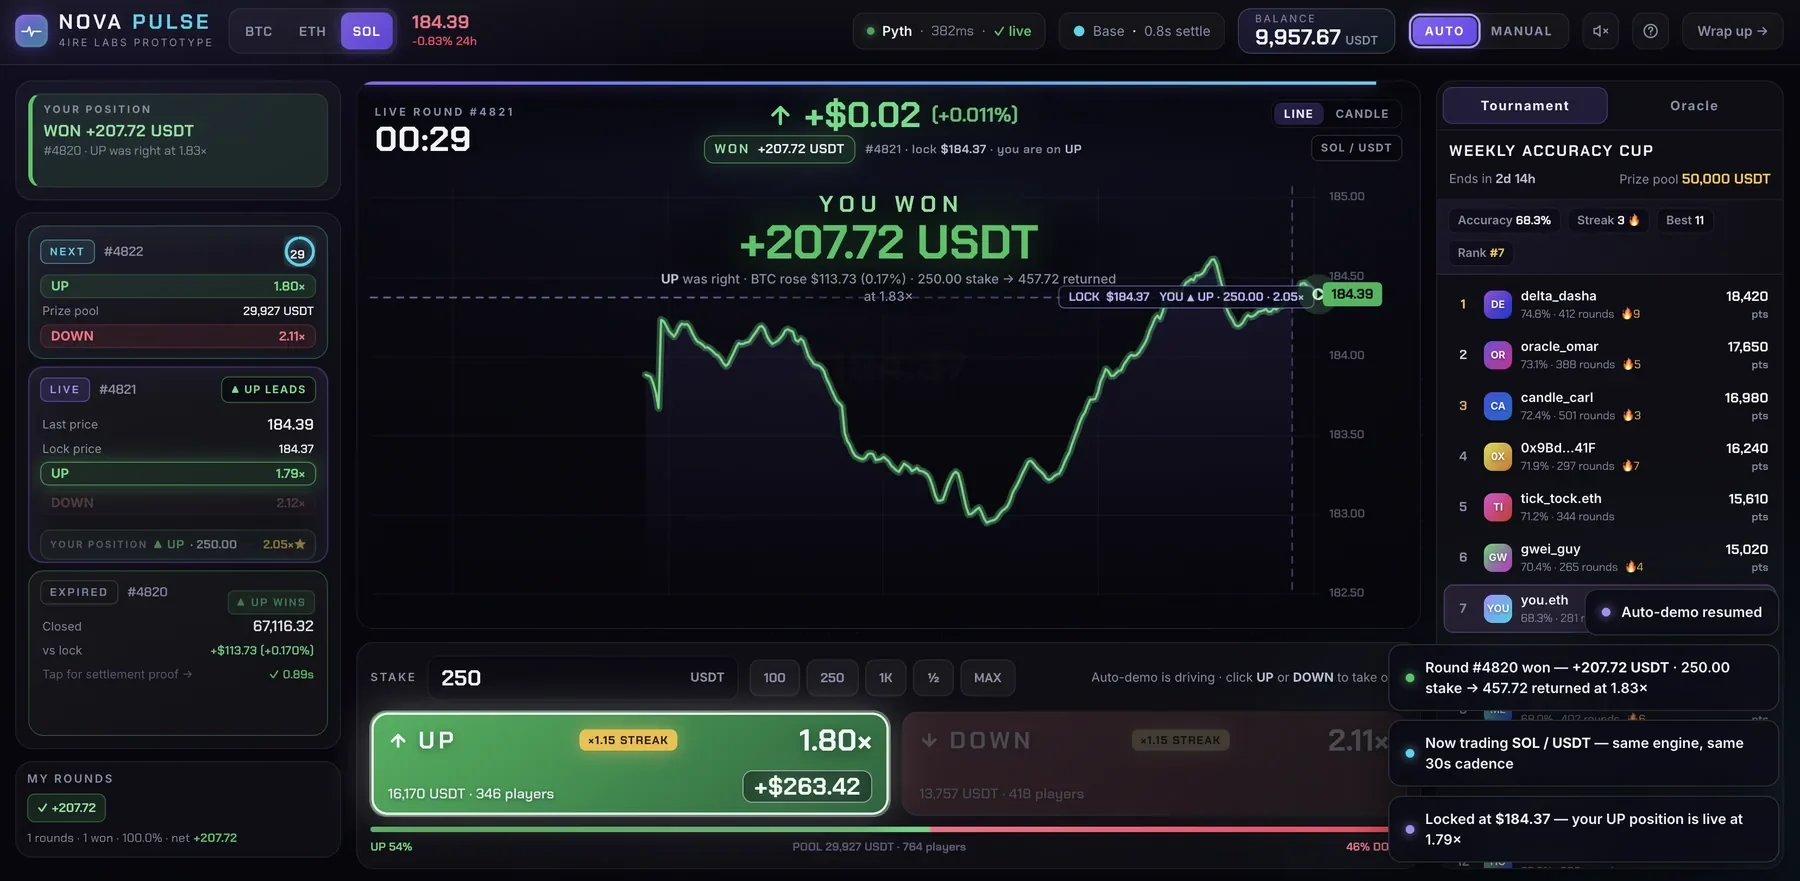 NOVA PULSE
4IRE LABS PROTOTYPE
BTC ETH SOL
184.39
-0.83% 24h
Pyth · 382ms · ✓ live
Base · 0.8s settle
BALANCE
9,957.67 USDT
AUTO MANUAL
Wrap up →
YOUR POSITION
WON +207.72 USDT
#4820 · UP was right at 1.83×
NEXT #4822
29
UP 1.80×
Prize pool 29,927 USDT
DOWN 2.11×
LIVE #4821
▲ UP LEADS
Last price 184.39
Lock price 184.37
UP 1.79×
DOWN 2.12×
YOUR POSITION ▲ UP · 250.00 2.05×★
EXPIRED #4820
▲ UP WINS
Closed 67,116.32
vs lock +$113.73 (+0.170%)
Tap for settlement proof → ✓ 0.89s
MY ROUNDS
✓ +207.72
1 rounds · 1 won · 100.0% · net +207.72
LIVE ROUND #4821
00:29
↑ +$0.02 (+0.011%)
WON +207.72 USDT #4821 · lock $184.37 · you are on UP
LINE CANDLE
SOL / USDT
YOU WON
+207.72 USDT
UP was right · BTC rose $113.73 (0.17%) · 250.00 stake → 457.72 returned
at 1.83×
LOCK $184.37 YOU ▲ UP · 250.00 · 2.05×
184.39
185.00
184.50
184.00
183.50
183.00
182.50
STAKE 250 USDT
100 250 1K ½ MAX
Auto-demo is driving · click UP or DOWN to take o
↑ UP ×1.15 STREAK 1.80×
16,170 USDT · 346 players +$263.42
↓ DOWN ×1.15 STREAK 2.11×
13,757 USDT · 418 players
UP 54% POOL 29,927 USDT · 764 players 46% DO
Tournament Oracle
WEEKLY ACCURACY CUP
Ends in 2d 14h Prize pool 50,000 USDT
Accuracy 68.3% Streak 3 🔥 Best 11
Rank #7
1 DE delta_dasha 18,420
74.8% · 412 rounds 🔥9 pts
2 OR oracle_omar 17,650
73.1% · 388 rounds 🔥5 pts
3 CA candle_carl 16,980
72.4% · 501 rounds 🔥3 pts
4 0X 0x9Bd...41F 16,240
71.9% · 297 rounds 🔥7 pts
5 TI tick_tock.eth 15,610
71.2% · 344 rounds pts
6 GW gwei_guy 15,020
70.4% · 265 rounds 🔥4 pts
7 YOU you.eth
68.3% · 281 r
Auto-demo resumed
Round #4820 won — +207.72 USDT · 250.00
stake → 457.72 returned at 1.83×
68.0% · 402 rounds 🔥6 pts
Now trading SOL / USDT — same engine, same
30s cadence
Locked at $184.37 — your UP position is live at
1.79×